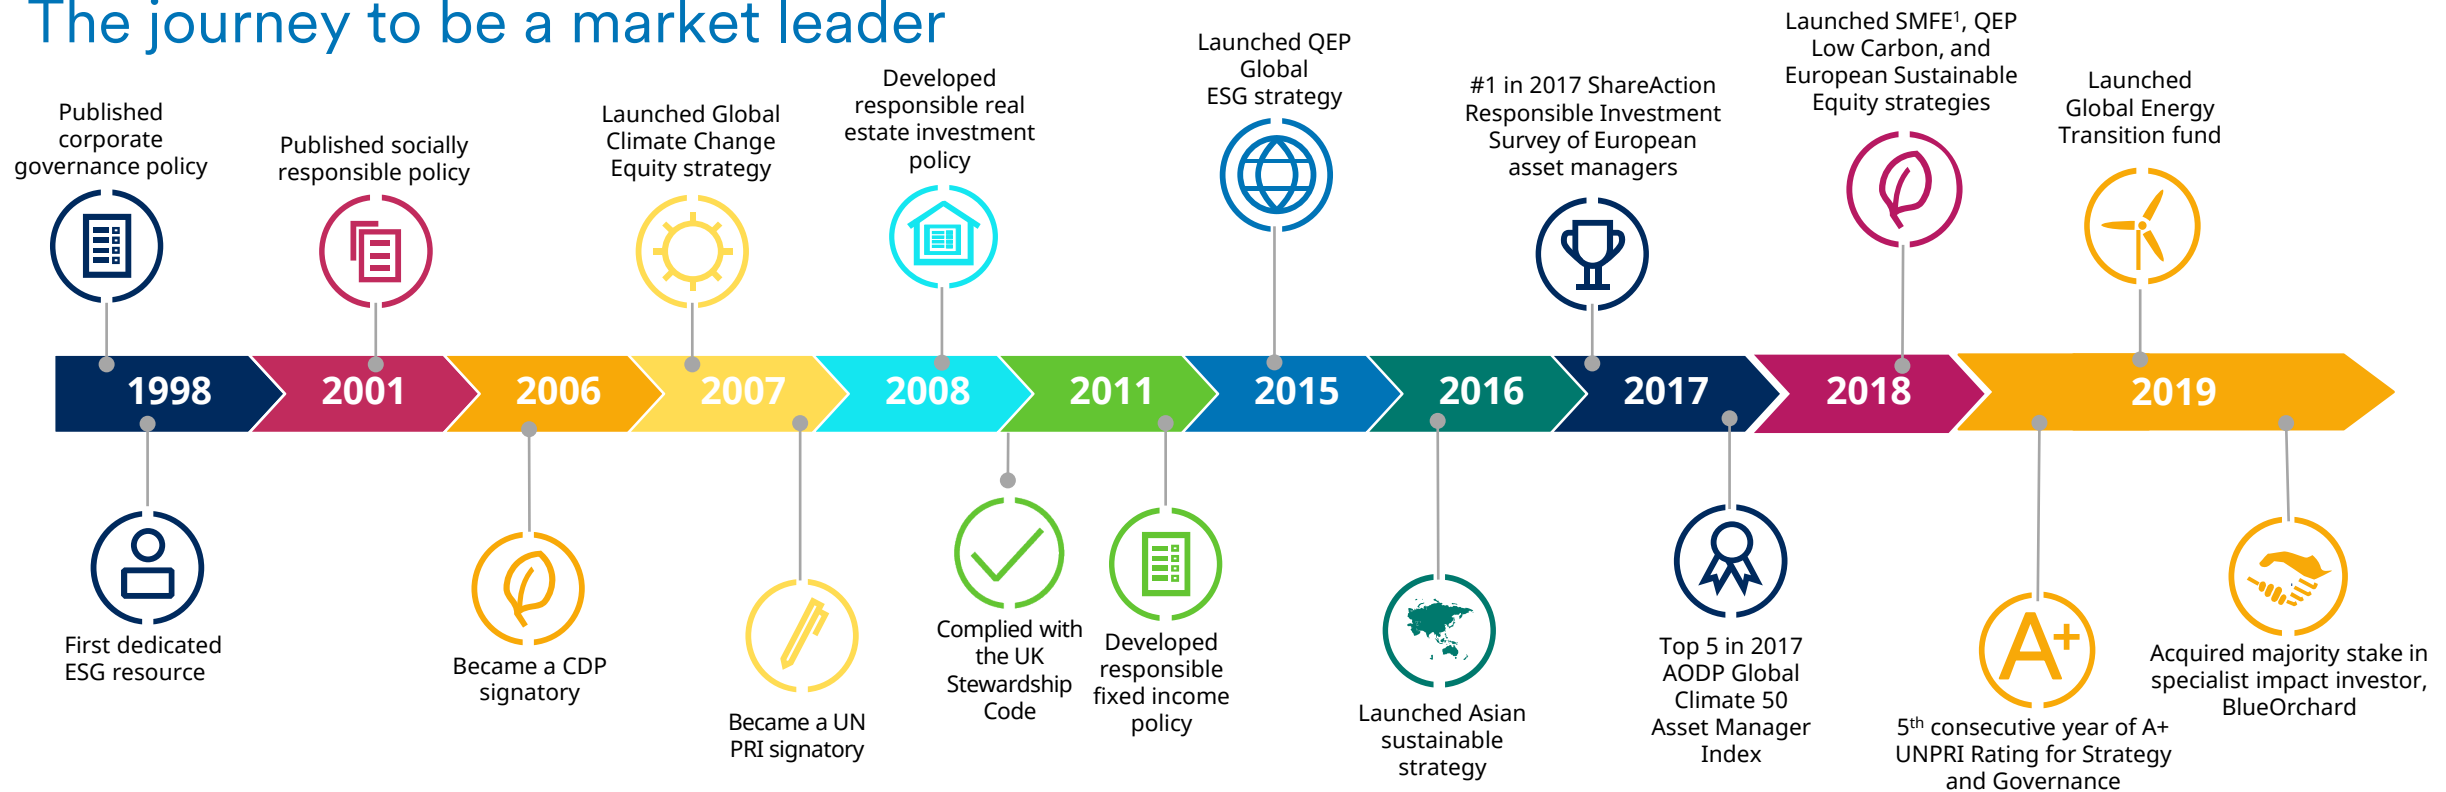 The journey to be a market leader
Published
corporate
governance policy
Published socially
responsible policy
Launched Global
Climate Change
Equity strategy
Developed
responsible real
estate investment
policy
Launched QEP
Global
ESG strategy
#1 in 2017 ShareAction
Responsible Investment
Survey of European
asset managers
Launched SMFE¹, QEP
Low Carbon, and
European Sustainable
Equity strategies
Launched
Global Energy
Transition fund
1998
2001
2006
2007
2008
2011
2015
2016
2017
2018
2019
First dedicated
ESG resource
Became a CDP
signatory
Became a UN
PRI signatory
Complied with
the UK
Stewardship
Code
Developed
responsible
fixed income
policy
Launched Asian
sustainable
strategy
Top 5 in 2017
AODP Global
Climate 50
Asset Manager
Index
A+
5th consecutive year of A+
UNPRI Rating for Strategy
and Governance
Acquired majority stake in
specialist impact investor,
BlueOrchard